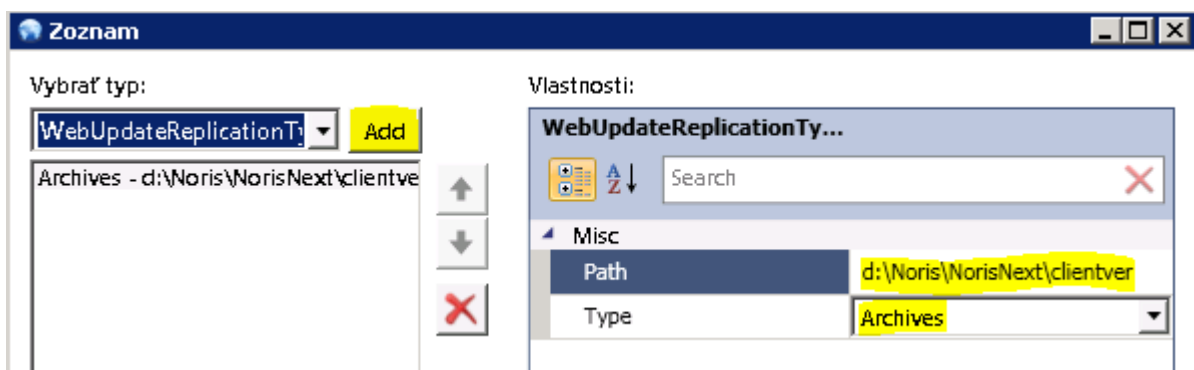 Zoznam
Vybrať typ:
WebUpdateReplicationTy
Add
Archives - d:\Noris\NorisNext\clientve
Vlastnosti:
WebUpdateReplicationTy...
Search
Misc
Path
d:\Noris\NorisNext\clientver
Type
Archives